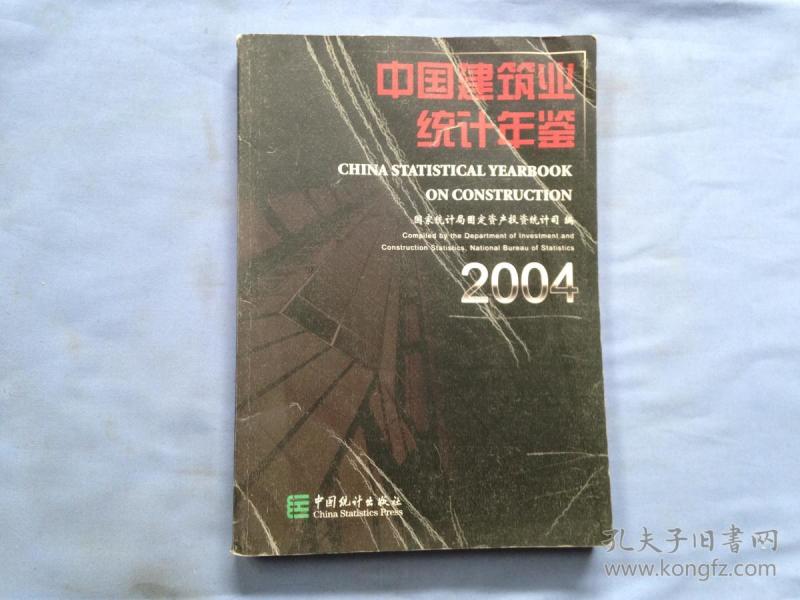 中国建筑业
统计年鉴
CHINA STATISTICAL YEARBOOK
ON CONSTRUCTION
国家统计局固定资产投资统计司 编
Compiled by the Department of Investment and
Construction Statistics, National Bureau of Statistics
2004
中国统计出版社
China Statistics Press
孔夫子旧書网
www.kongfz.com